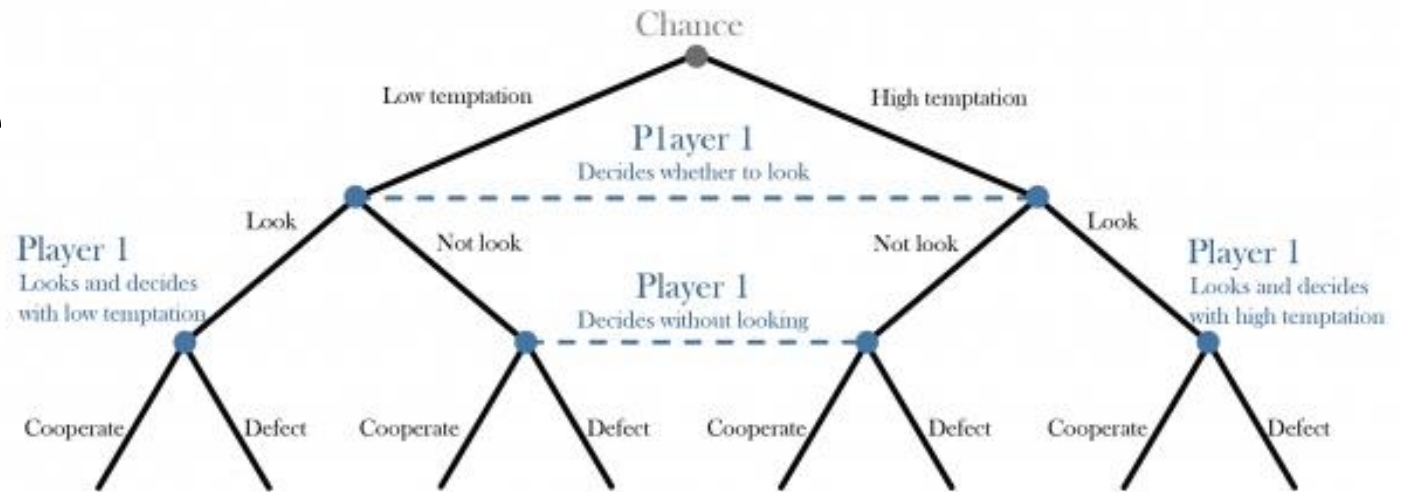 Chance
Low temptation
High temptation
Player 1
Decides whether to look
Look
Not look
Not look
Look
Player 1
Looks and decides
with low temptation
Player 1
Decides without looking
Player 1
Looks and decides
with high temptation
Cooperate
Defect
Cooperate
Defect
Cooperate
Defect
Cooperate
Defect